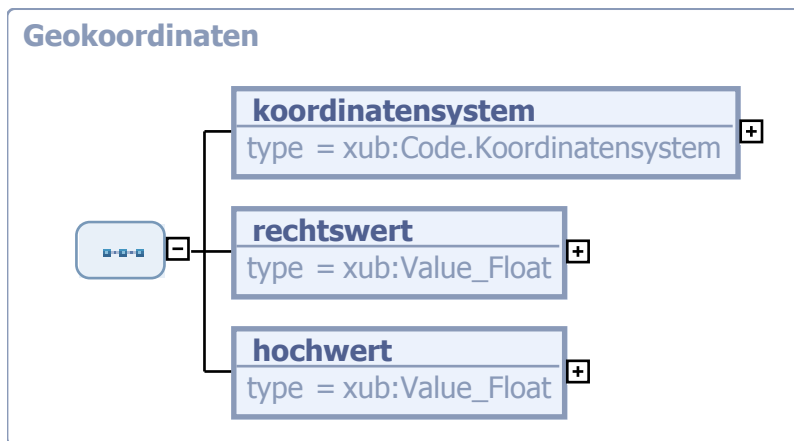 Geokoordinaten
koordinatensystem
type = xub:Code.Koordinatensystem
rechtswert
type = xub:Value_Float
hochwert
type = xub:Value_Float